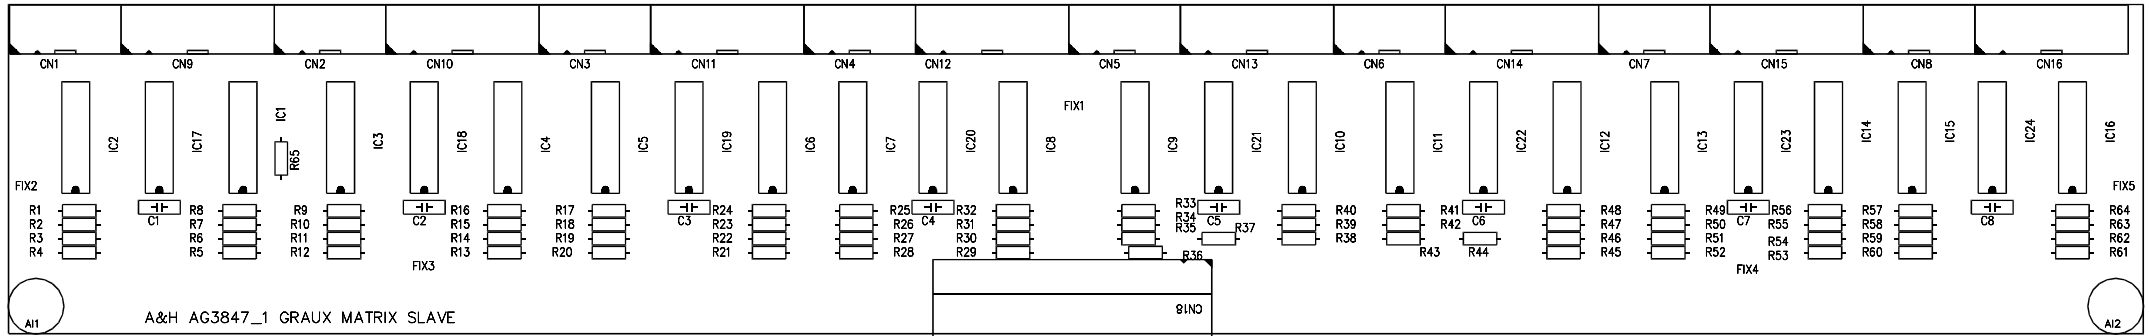 CN1 CN9 CN2 CN10 CN3 CN11 CN4 CN12 CN5 CN13 CN6 CN14 CN7 CN15 CN8 CN16
FIX1
IC1
IC2 IC17 IC3 IC18 IC4 IC5 IC19 IC6 IC7 IC20 IC8 IC9 IC21 IC10 IC11 IC22 IC12 IC13 IC23 IC14 IC15 IC24 IC16
R65
FIX2 FIX5
R1 R8 R9 R16 R17 R24 R25 R32 R33 R40 R41 R48 R49 R56 R57 R64
C1 C2 C3 C4 C5 C6 C7 C8
R2 R7 R10 R15 R18 R23 R26 R31 R34 R39 R42 R47 R50 R55 R58 R63
R35 R37
R3 R6 R11 R14 R19 R22 R27 R30 R38 R46 R51 R54 R59 R62
R4 R5 R12 R13 R20 R21 R28 R29 R36 R43 R44 R45 R52 R53 R60 R61
FIX3 FIX4
CN18
A&H AG3847_1 GRAUX MATRIX SLAVE
AI1 AI2